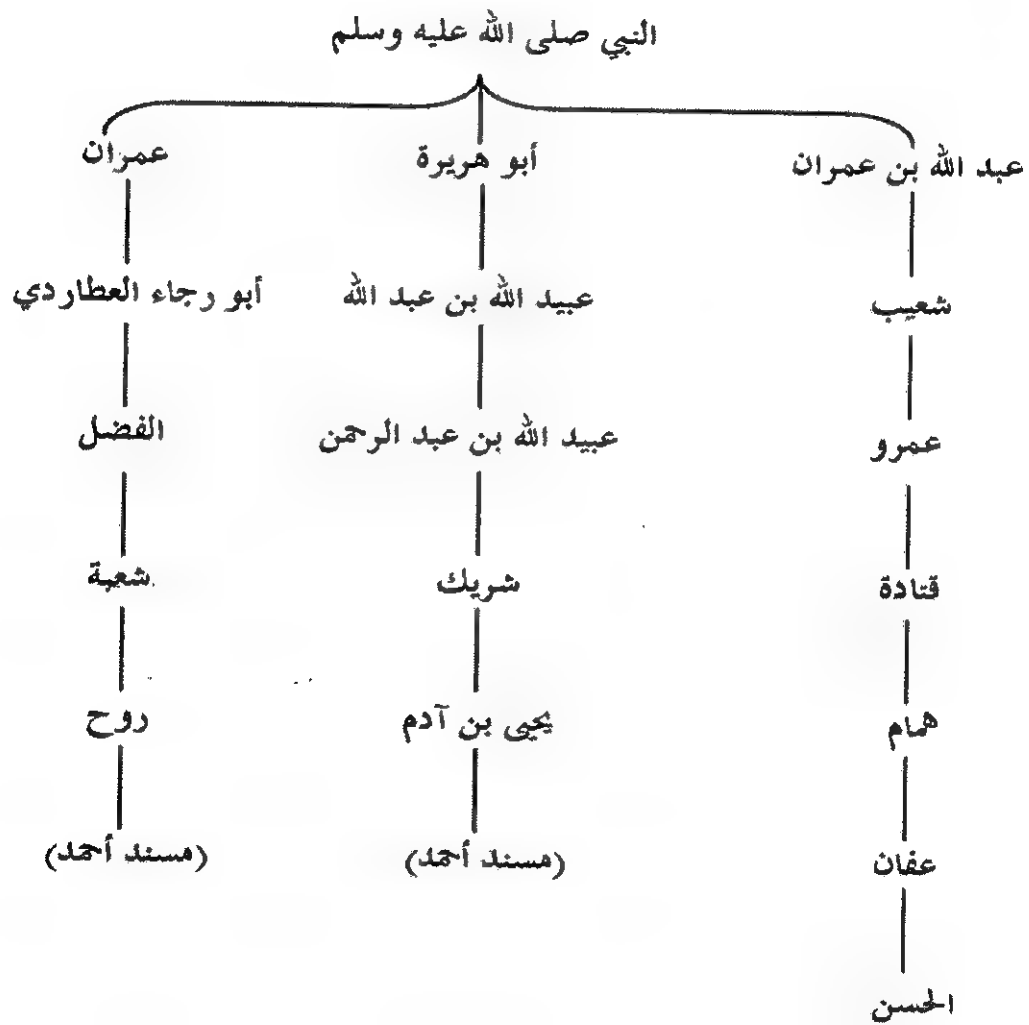 النبي صلى الله عليه وسلم
عبد الله بن عمران
أبو هريرة
عمران
شعيب
عبيد الله بن عبد الله
أبو رجاء العطاردي
عمرو
عبيد الله بن عبد الرحمن
الفضل
قتادة
شريك
شعبة
همام
يحيى بن آدم
روح
عفان
(مسند أحمد)
(مسند أحمد)
الحسن